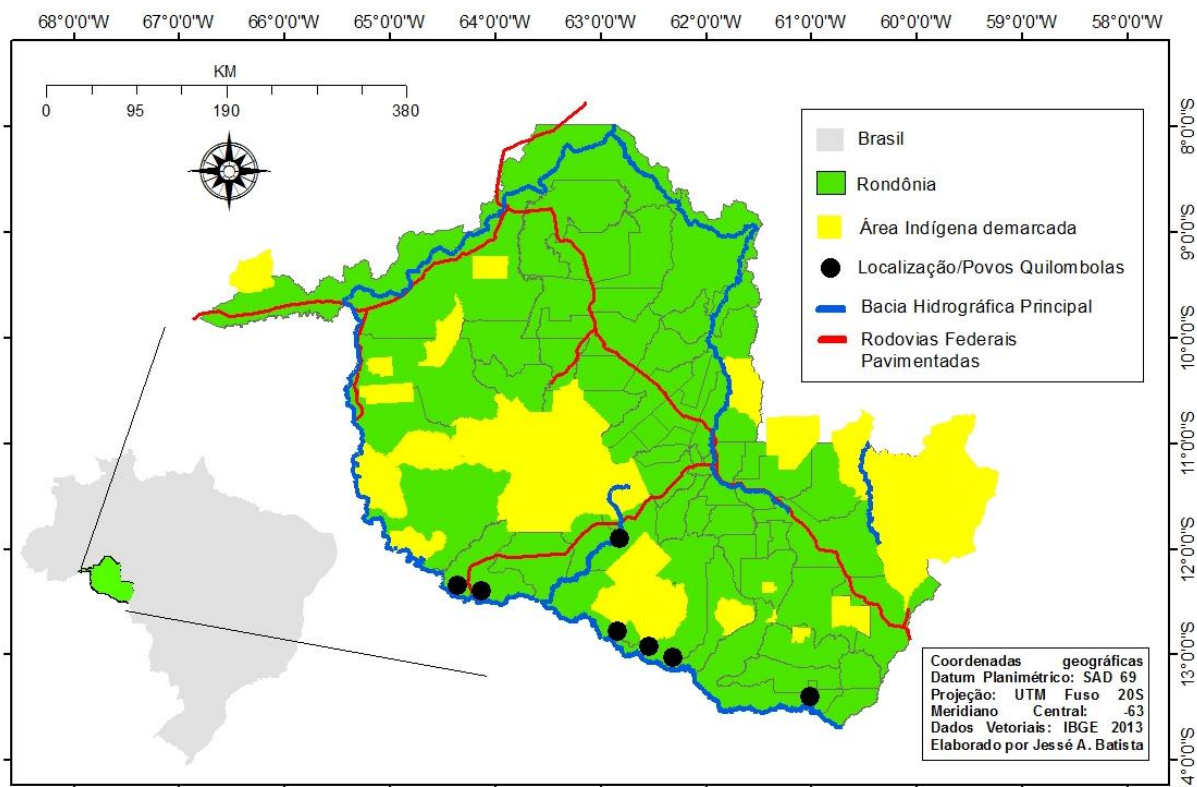 68°0'0"W 67°0'0"W 66°0'0"W 65°0'0"W 64°0'0"W 63°0'0"W 62°0'0"W 61°0'0"W 60°0'0"W 59°0'0"W 58°0'0"W
KM
0 95 190 380
Brasil
Rondônia
Área Indígena demarcada
Localização/Povos Quilombolas
Bacia Hidrográfica Principal
Rodovias Federais
Pavimentadas
8°0'0"S
9°0'0"S
10°0'0"S
11°0'0"S
12°0'0"S
13°0'0"S
4°0'0"S
Coordenadas geográficas
Datum Planimétrico: SAD 69
Projeção: UTM Fuso 20S
Meridiano Central: -63
Dados Vetoriais: IBGE 2013
Elaborado por Jessé A. Batista